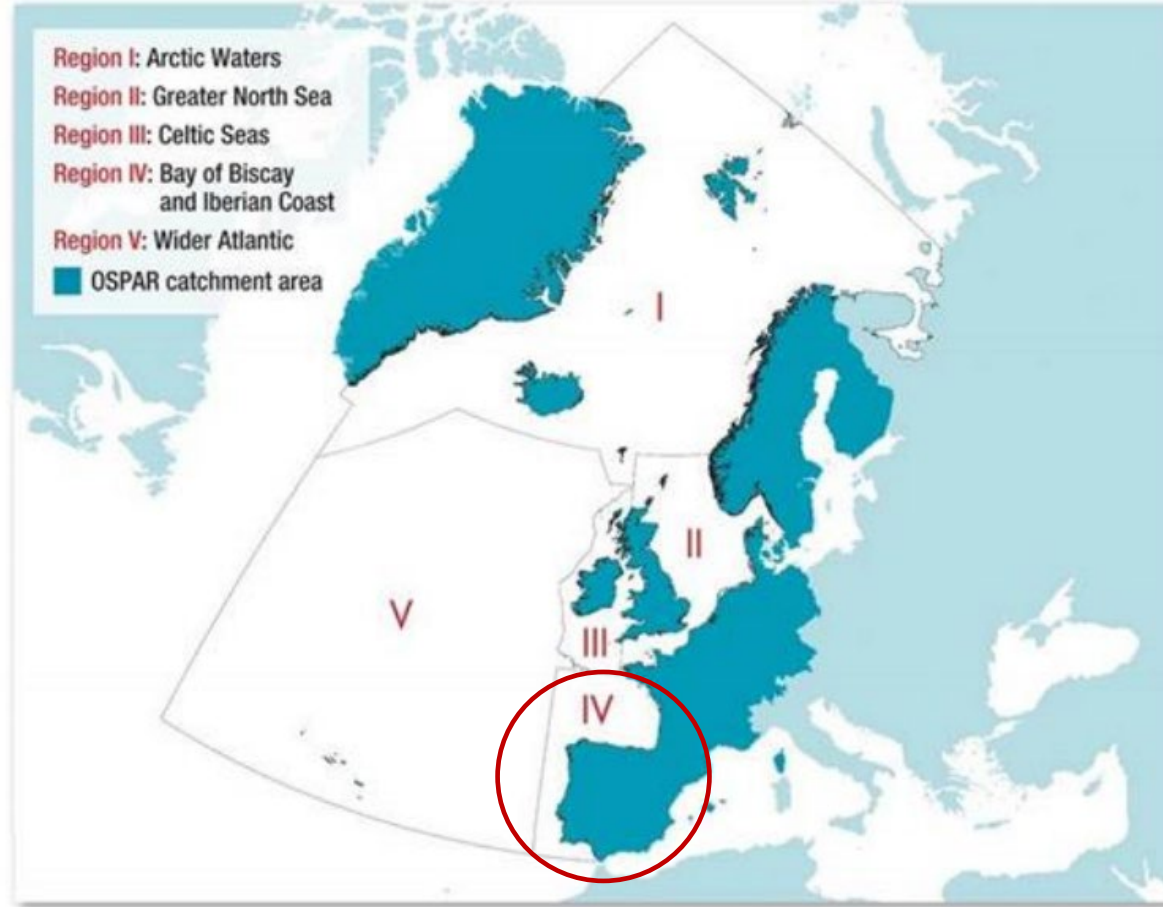 Region I: Arctic Waters
Region II: Greater North Sea
Region III: Celtic Seas
Region IV: Bay of Biscay
and Iberian Coast
Region V: Wider Atlantic
OSPAR catchment area
I
II
V
III
IV